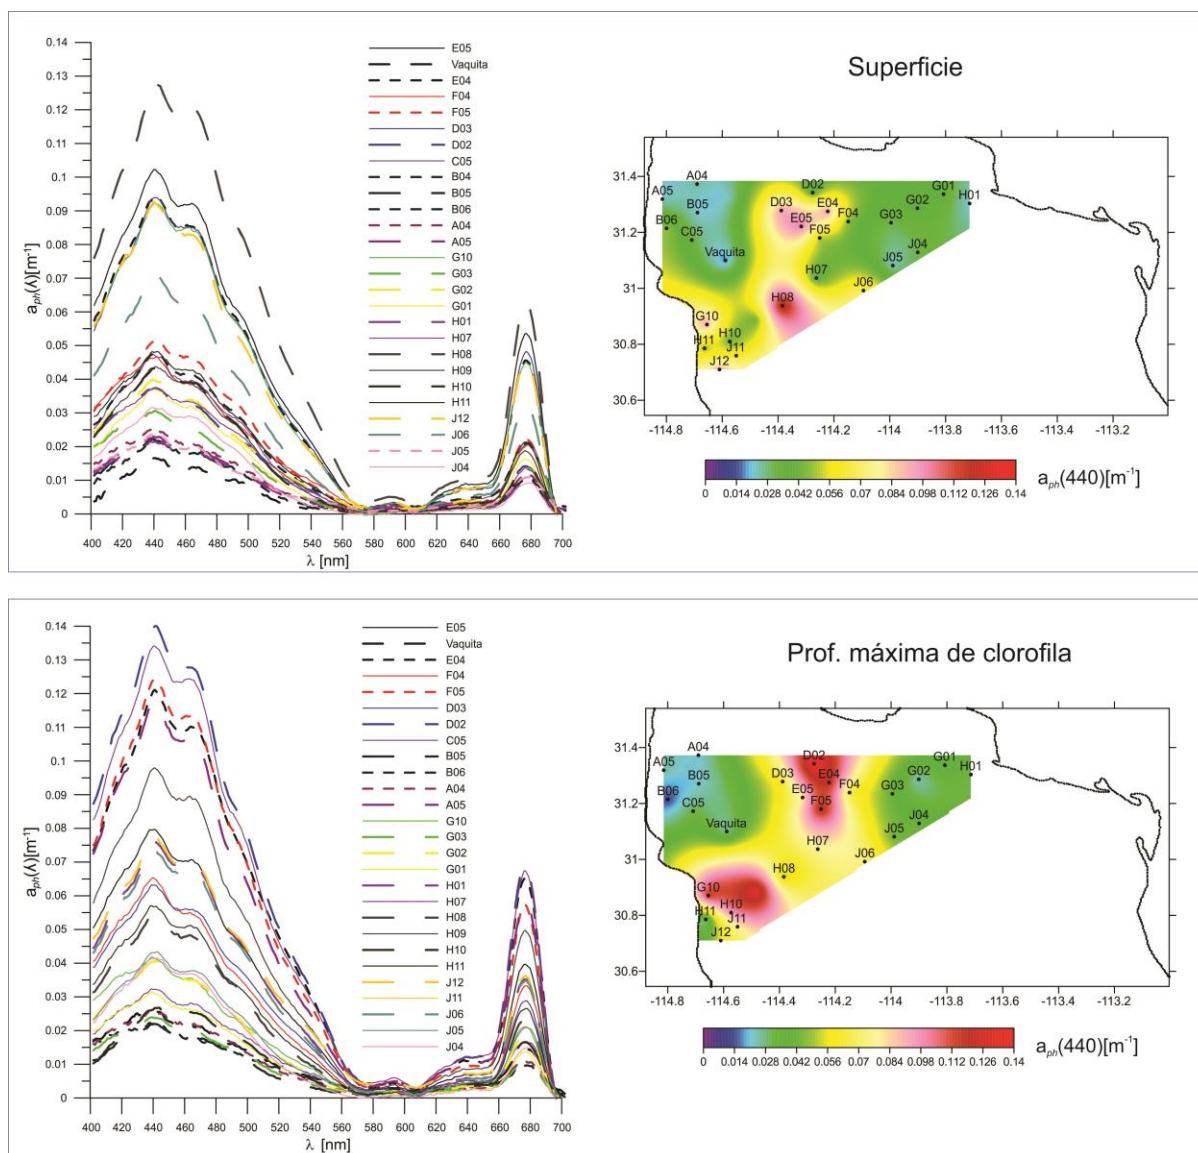 0.14
0.13
0.12
0.11
0.1
0.09
0.08
0.07
0.06
0.05
0.04
0.03
0.02
0.01
0
aph(λ)[m-1]
400 420 440 460 480 500 520 540 560 580 600 620 640 660 680 700
λ [nm]
E05
Vaquita
E04
F04
F05
D03
D02
C05
B04
B05
B06
A04
A05
G10
G03
G02
G01
H01
H07
H08
H09
H10
H11
J12
J06
J05
J04
Superficie
31.4
31.2
31
30.8
30.6
A04
A05
B05
B06
C05
Vaquita
D02
D03
E04
E05
F04
F05
G01
G02
H01
G03
J04
J05
H07
J06
H08
G10
H10
H11
J11
J12
-114.8 -114.6 -114.4 -114.2 -114 -113.8 -113.6 -113.4 -113.2
0 0.014 0.028 0.042 0.056 0.07 0.084 0.098 0.112 0.126 0.14
aph(440)[m-1]
0.14
0.13
0.12
0.11
0.1
0.09
0.08
0.07
0.06
0.05
0.04
0.03
0.02
0.01
0
aph(λ)[m-1]
400 420 440 460 480 500 520 540 560 580 600 620 640 660 680 700
λ [nm]
E05
Vaquita
E04
F04
F05
D03
D02
C05
B05
B06
A04
A05
G10
G03
G02
G01
H01
H07
H08
H09
H10
H11
J12
J11
J06
J05
J04
Prof. máxima de clorofila
31.4
31.2
31
30.8
30.6
A04
A05
B05
B06
C05
Vaquita
D02
D03
E04
E05
F04
F05
G01
H01
G02
G03
J04
J05
H07
J06
H08
G10
H10
H11
J11
J12
-114.8 -114.6 -114.4 -114.2 -114 -113.8 -113.6 -113.4 -113.2
0 0.014 0.028 0.042 0.056 0.07 0.084 0.098 0.112 0.126 0.14
aph(440)[m-1]